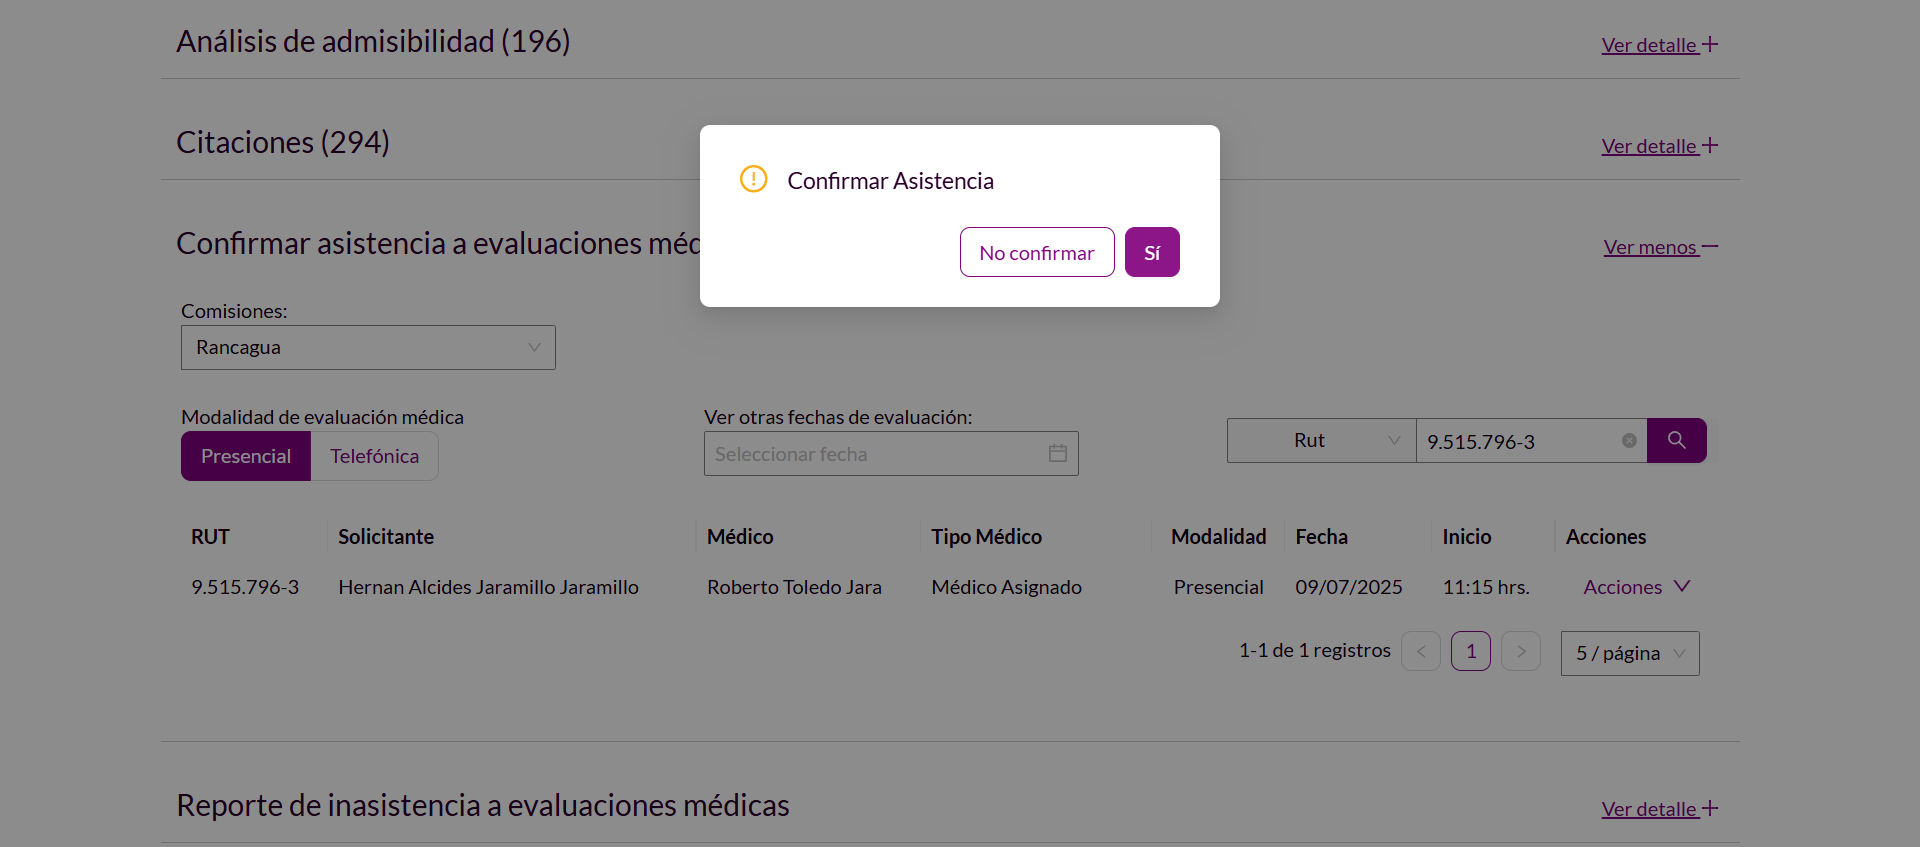 Análisis de admisibilidad (196)
Ver detalle
Citaciones (294)
Ver detalle
Confirmar Asistencia
No confirmar
Sí
Confirmar asistencia a evaluaciones
Ver menos
Comisiones:
Rancagua
Modalidad de evaluación médica
Presencial
Telefónica
Ver otras fechas de evaluación:
Seleccionar fecha
Rut
9.515.796-3
RUT Solicitante Médico Tipo Médico Modalidad Fecha Inicio Acciones
9.515.796-3 Hernan Alcides Jaramillo Jaramillo Roberto Toledo Jara Médico Asignado Presencial 09/07/2025 11:15 hrs. Acciones
1-1 de 1 registros
1
5 / página
Reporte de inasistencia a evaluaciones médicas
Ver detalle